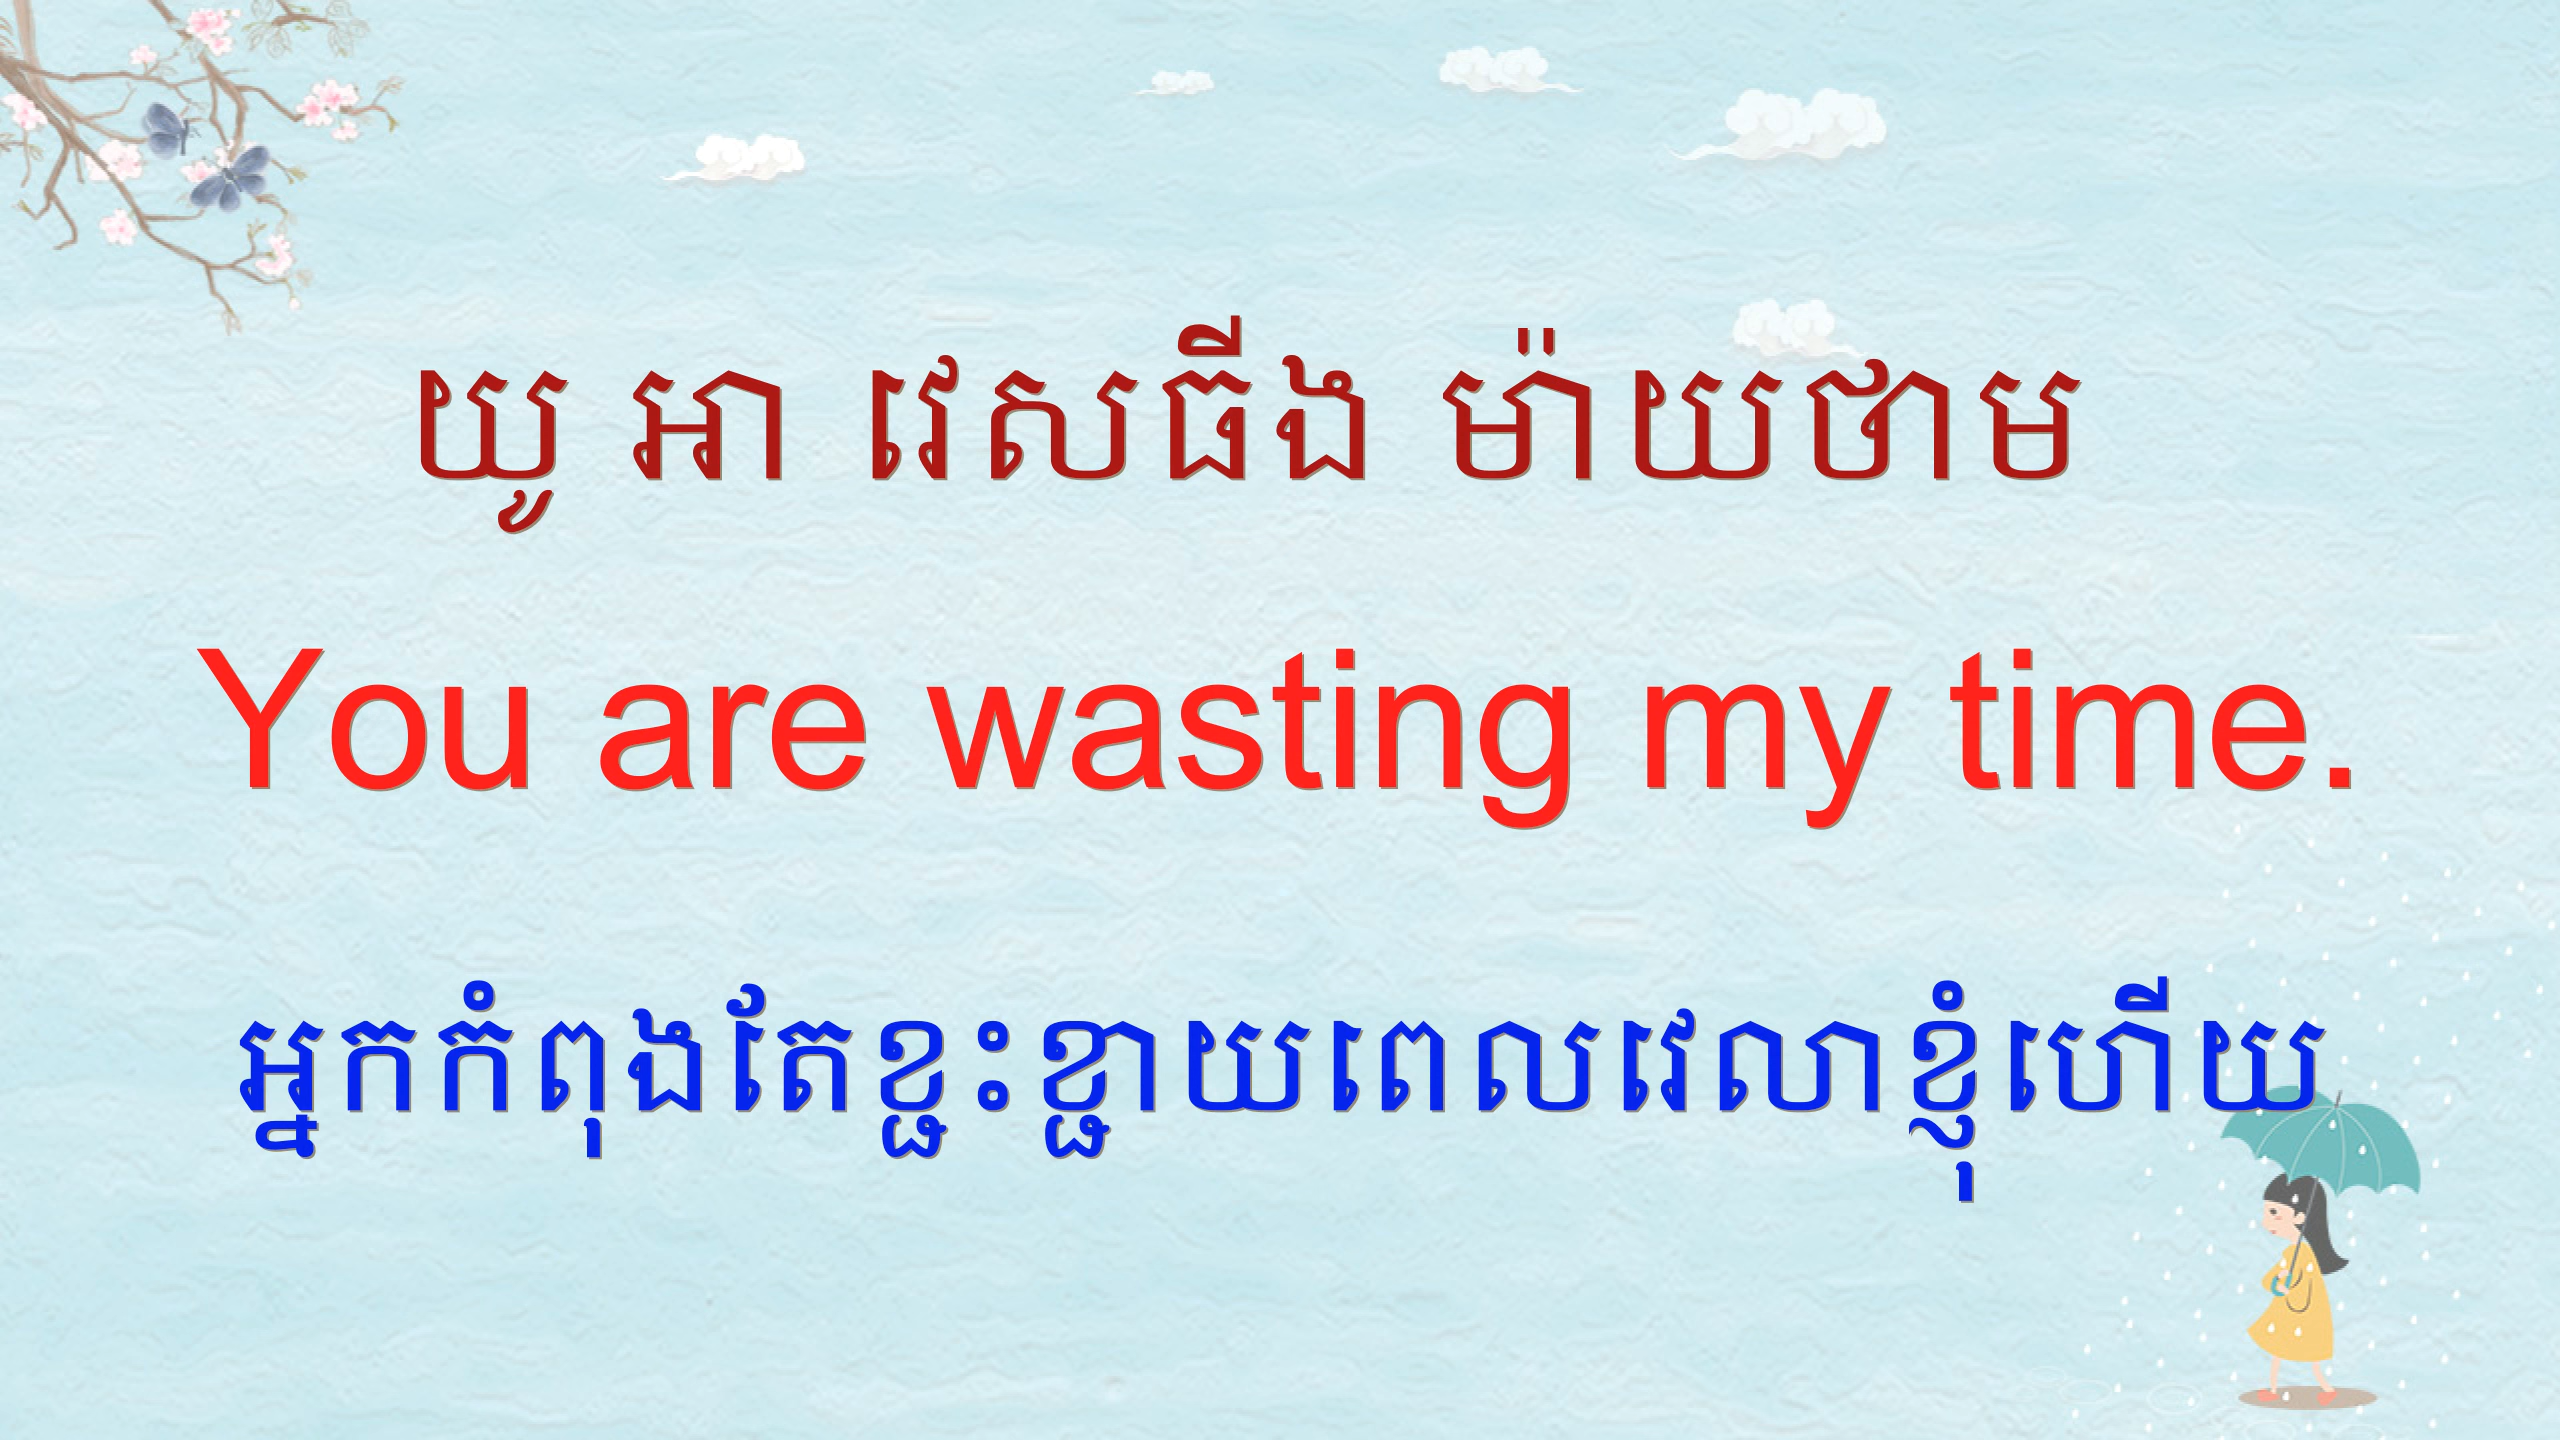 យូ អា វេសធីង ម៉ាយថាម
You are wasting my time.
អ្នកកំពុងតែខ្ជះខ្ជាយពេលវេលាខ្ញុំហើយ